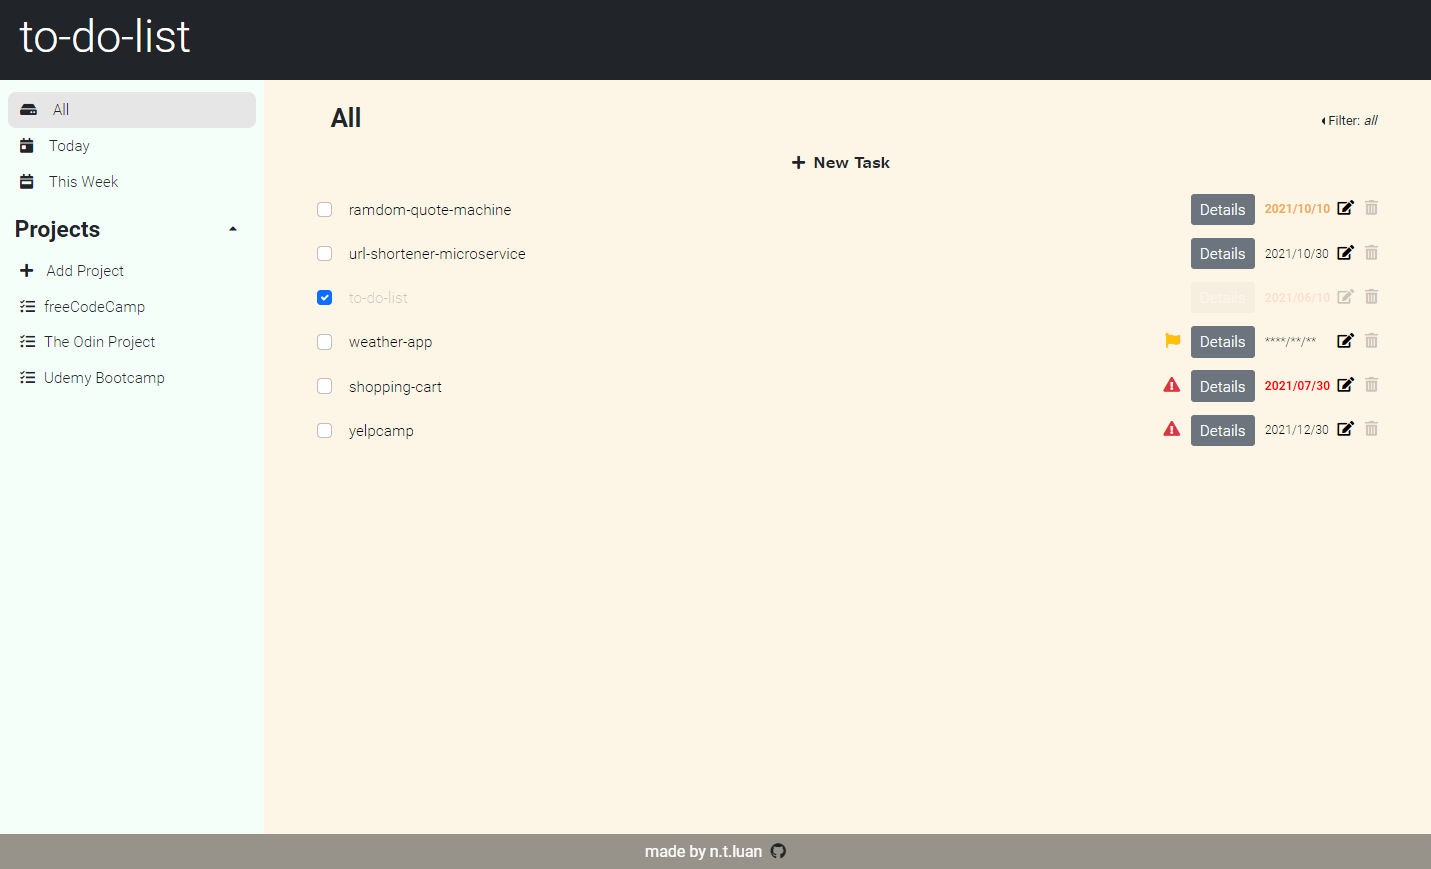 to-do-list
All
Today
This Week
Projects
Add Project
freeCodeCamp
The Odin Project
Udemy Bootcamp
All
Filter: all
New Task
ramdom-quote-machine Details 2021/10/10
url-shortener-microservice Details 2021/10/30
to-do-list Details 2021/06/10
weather-app Details ****/**/**
shopping-cart Details 2021/07/30
yelpcamp Details 2021/12/30
made by n.t.luan